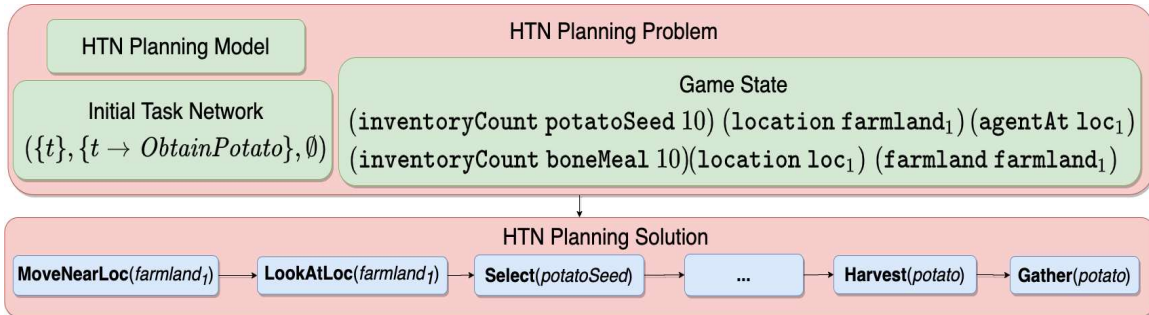 HTN Planning Problem
HTN Planning Model
Initial Task Network
({t}, {t → ObtainPotato}, ∅)
Game State
(inventoryCount potatoSeed 10) (location farmland₁) (agentAt loc₁)
(inventoryCount boneMeal 10)(location loc₁) (farmland farmland₁)
HTN Planning Solution
MoveNearLoc(farmland₁)
LookAtLoc(farmland₁)
Select(potatoSeed)
...
Harvest(potato)
Gather(potato)